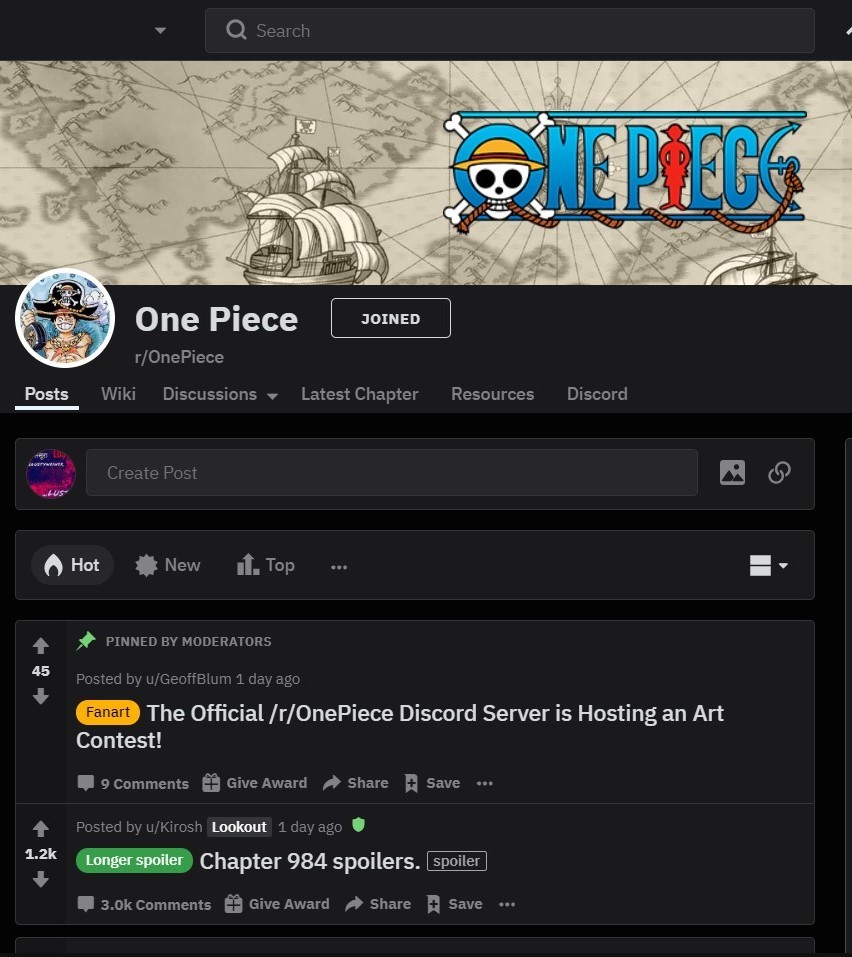 Search
ONE PIECE
One Piece
JOINED
r/OnePiece
Posts Wiki Discussions Latest Chapter Resources Discord
Create Post
Hot New Top ...
PINNED BY MODERATORS
45
Posted by u/GeoffBlum 1 day ago
Fanart The Official /r/OnePiece Discord Server is Hosting an Art
Contest!
9 Comments Give Award Share Save ...
Posted by u/Kirosh Lookout 1 day ago
1.2k
Longer spoiler Chapter 984 spoilers. spoiler
3.0k Comments Give Award Share Save ...